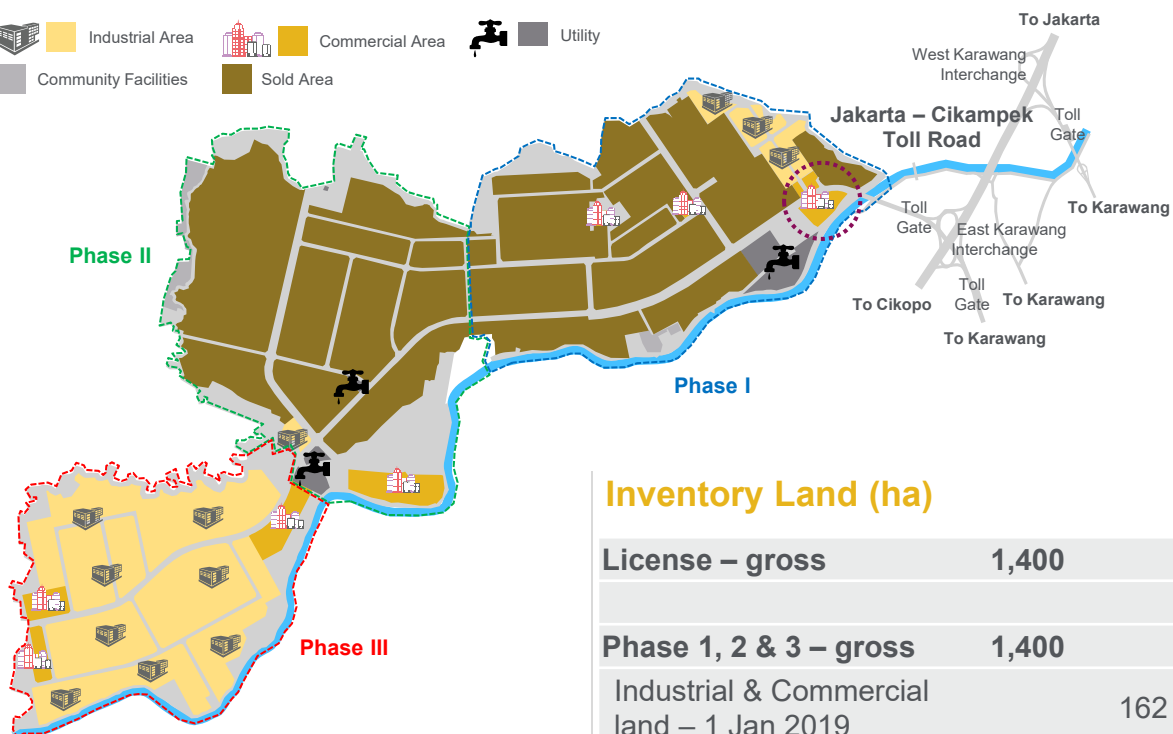 Industrial Area
Commercial Area
Utility
Community Facilities
Sold Area
To Jakarta
West Karawang
Interchange
Jakarta – Cikampek
Toll Road
Toll
Gate
To Karawang
Toll
Gate
East Karawang
Interchange
To Cikopo
Toll
Gate
To Karawang
To Karawang
Phase II
Phase I
Phase III
Inventory Land (ha)
License – gross 1,400
Phase 1, 2 & 3 – gross 1,400
Industrial & Commercial
land – 1 Jan 2019 162